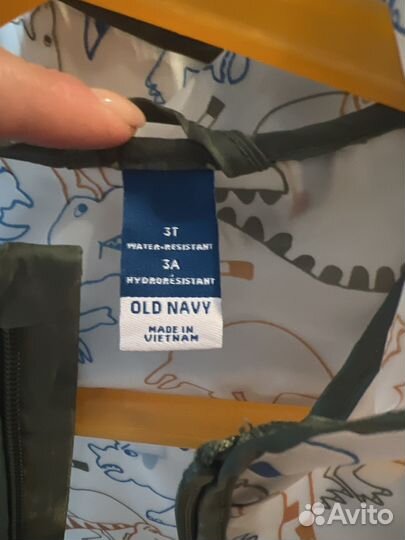 3T
WATER-RESISTANT
3A
HYDRORÉSISTANT
OLD NAVY
MADE IN
VIETNAM
Avito